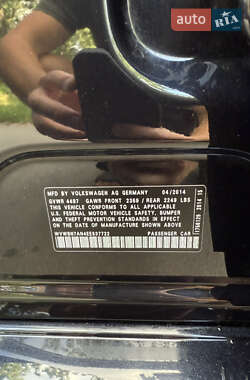 auto RIA
MFD BY VOLKSWAGEN AG GERMANY 04/2014
GVWR 4497 GAWR FRONT 2359 / REAR 2249 LBS
THIS VEHICLE CONFORMS TO ALL APPLICABLE
U.S. FEDERAL MOTOR VEHICLE SAFETY, BUMPER
AND THEFT PREVENTION STANDARDS IN EFFECT
ON THE DATE OF MANUFACTURE SHOWN ABOVE
PASSENGER CAR